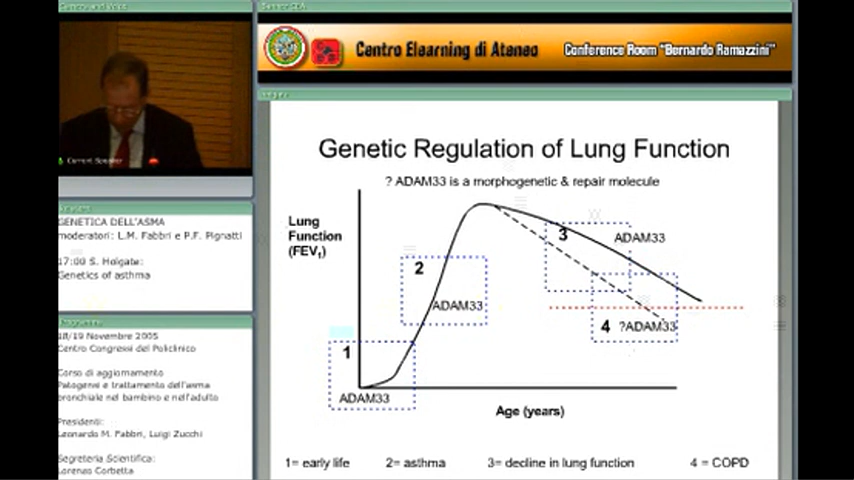 Camera and Voice
Current Speaker
GENETICA DELL'ASMA
moderatori: L.M. Fabbri e P.F. Pignatti
17:00 S. Holgate:
Genetics of asthma
Programma
18/19 Novembre 2005
Centro Congressi del Policlinico
Corso di aggiornamento
Patogenesi e trattamento dell'asma
bronchiale nel bambino e nell'adulto
Presidenti:
Leonardo M. Fabbri, Luigi Zucchi
Segreteria Scientifica:
Lorenzo Corbetta
Centro Elearning di Ateneo
Conference Room "Bernardo Ramazzini"
Genetic Regulation of Lung Function
? ADAM33 is a morphogenetic & repair molecule
Lung
Function
(FEV1)
3
ADAM33
2
ADAM33
4 ?ADAM33
1
ADAM33
Age (years)
1= early life 2= asthma 3= decline in lung function 4 = COPD